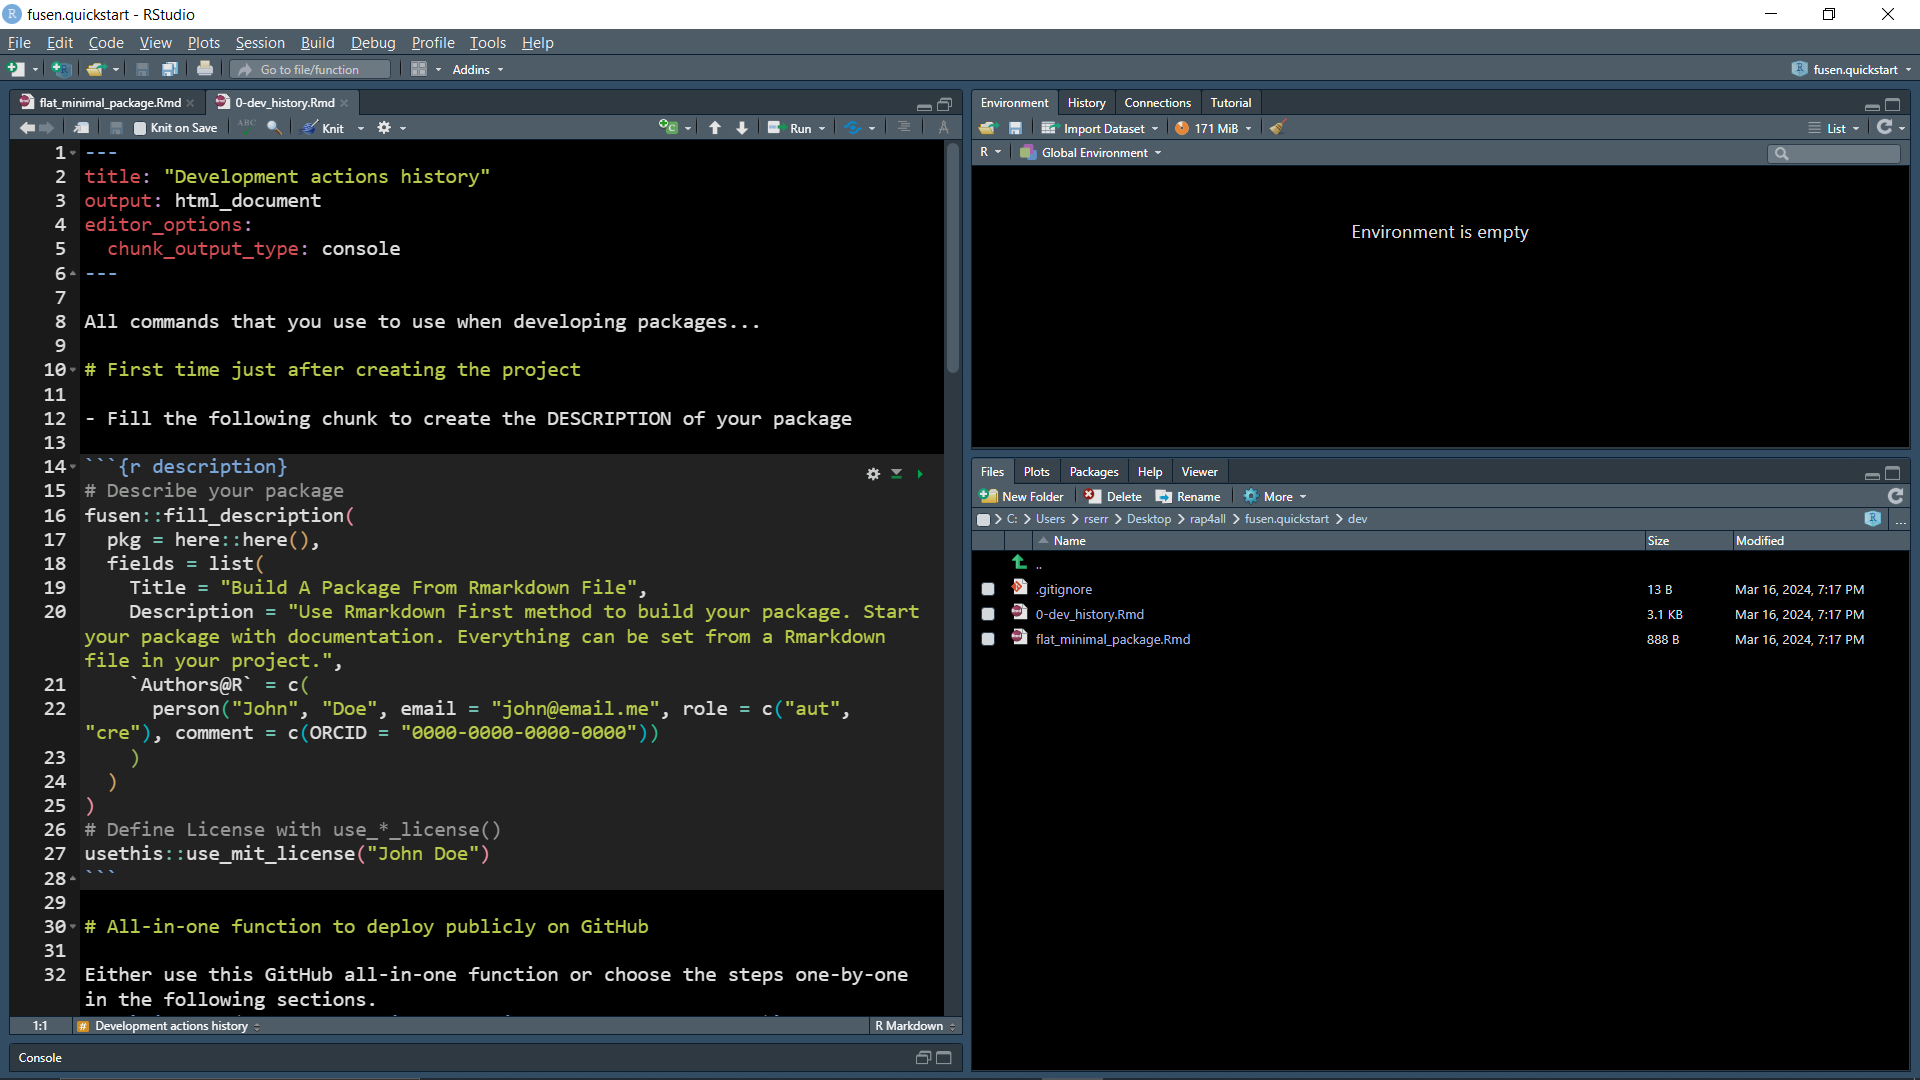 fusen.quickstart - RStudio
File Edit Code View Plots Session Build Debug Profile Tools Help
Go to file/function Addins fusen.quickstart
flat_minimal_package.Rmd 0-dev_history.Rmd
Knit on Save ABC Knit Run
1 ---
2 title: "Development actions history"
3 output: html_document
4 editor_options:
5 chunk_output_type: console
6 ---
7
8 All commands that you use to use when developing packages...
9
10 # First time just after creating the project
11
12 - Fill the following chunk to create the DESCRIPTION of your package
13
14 ```{r description}
15 # Describe your package
16 fusen::fill_description(
17 pkg = here::here(),
18 fields = list(
19 Title = "Build A Package From Rmarkdown File",
20 Description = "Use Rmarkdown First method to build your package. Start
your package with documentation. Everything can be set from a Rmarkdown
file in your project.",
21 `Authors@R` = c(
22 person("John", "Doe", email = "john@email.me", role = c("aut",
"cre"), comment = c(ORCID = "0000-0000-0000-0000"))
23 )
24 )
25 )
26 # Define License with use_*_license()
27 usethis::use_mit_license("John Doe")
28 ```
29
30 # All-in-one function to deploy publicly on GitHub
31
32 Either use this GitHub all-in-one function or choose the steps one-by-one
in the following sections.
1:1 # Development actions history R Markdown
Console
Environment History Connections Tutorial
Import Dataset 171 MiB List
R Global Environment
Environment is empty
Files Plots Packages Help Viewer
New Folder Delete Rename More
C: > Users > rserr > Desktop > rap4all > fusen.quickstart > dev ...
Name Size Modified
..
.gitignore 13 B Mar 16, 2024, 7:17 PM
0-dev_history.Rmd 3.1 KB Mar 16, 2024, 7:17 PM
flat_minimal_package.Rmd 888 B Mar 16, 2024, 7:17 PM